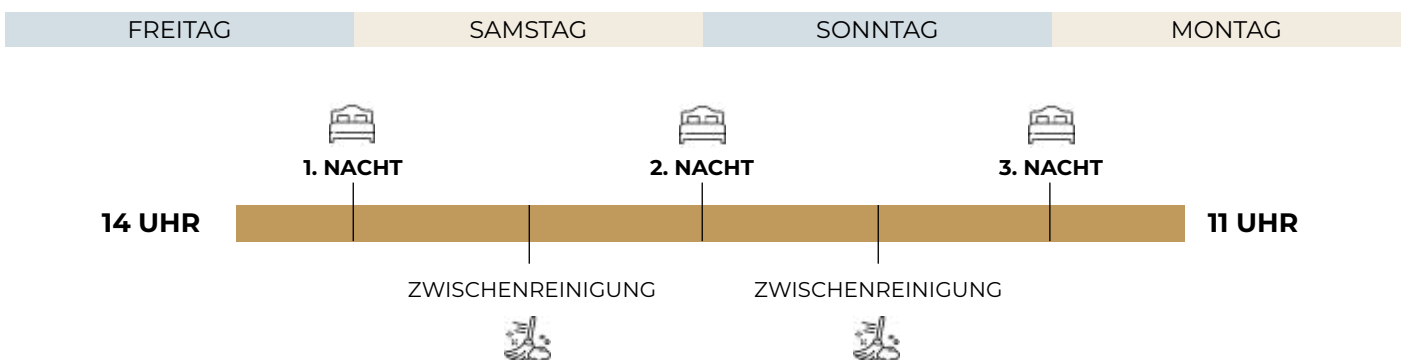 FREITAG SAMSTAG SONNTAG MONTAG
1. NACHT 2. NACHT 3. NACHT
14 UHR 11 UHR
ZWISCHENREINIGUNG ZWISCHENREINIGUNG